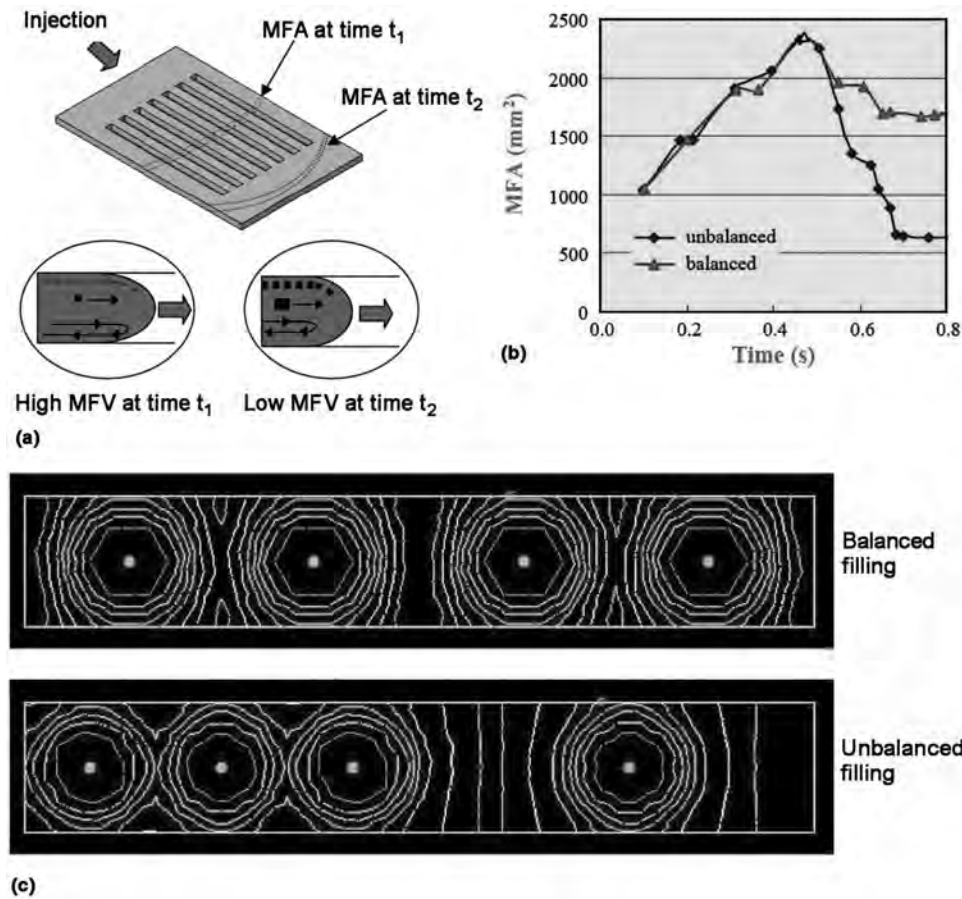 Injection
MFA at time t1
MFA at time t2
High MFV at time t1
Low MFV at time t2
(a)
2500
2000
1500
1000
500
0
MFA (mm²)
unbalanced
balanced
0.0 0.2 0.4 0.6 0.8
Time (s)
(b)
Balanced
filling
Unbalanced
filling
(c)